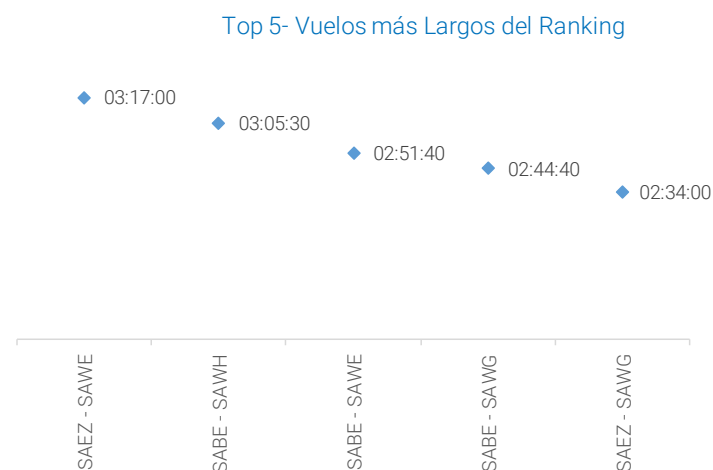 Top 5- Vuelos más Largos del Ranking
03:17:00
03:05:30
02:51:40
02:44:40
02:34:00
SAEZ - SAWE
SABE - SAWH
SABE - SAWE
SABE - SAWG
SAEZ - SAWG